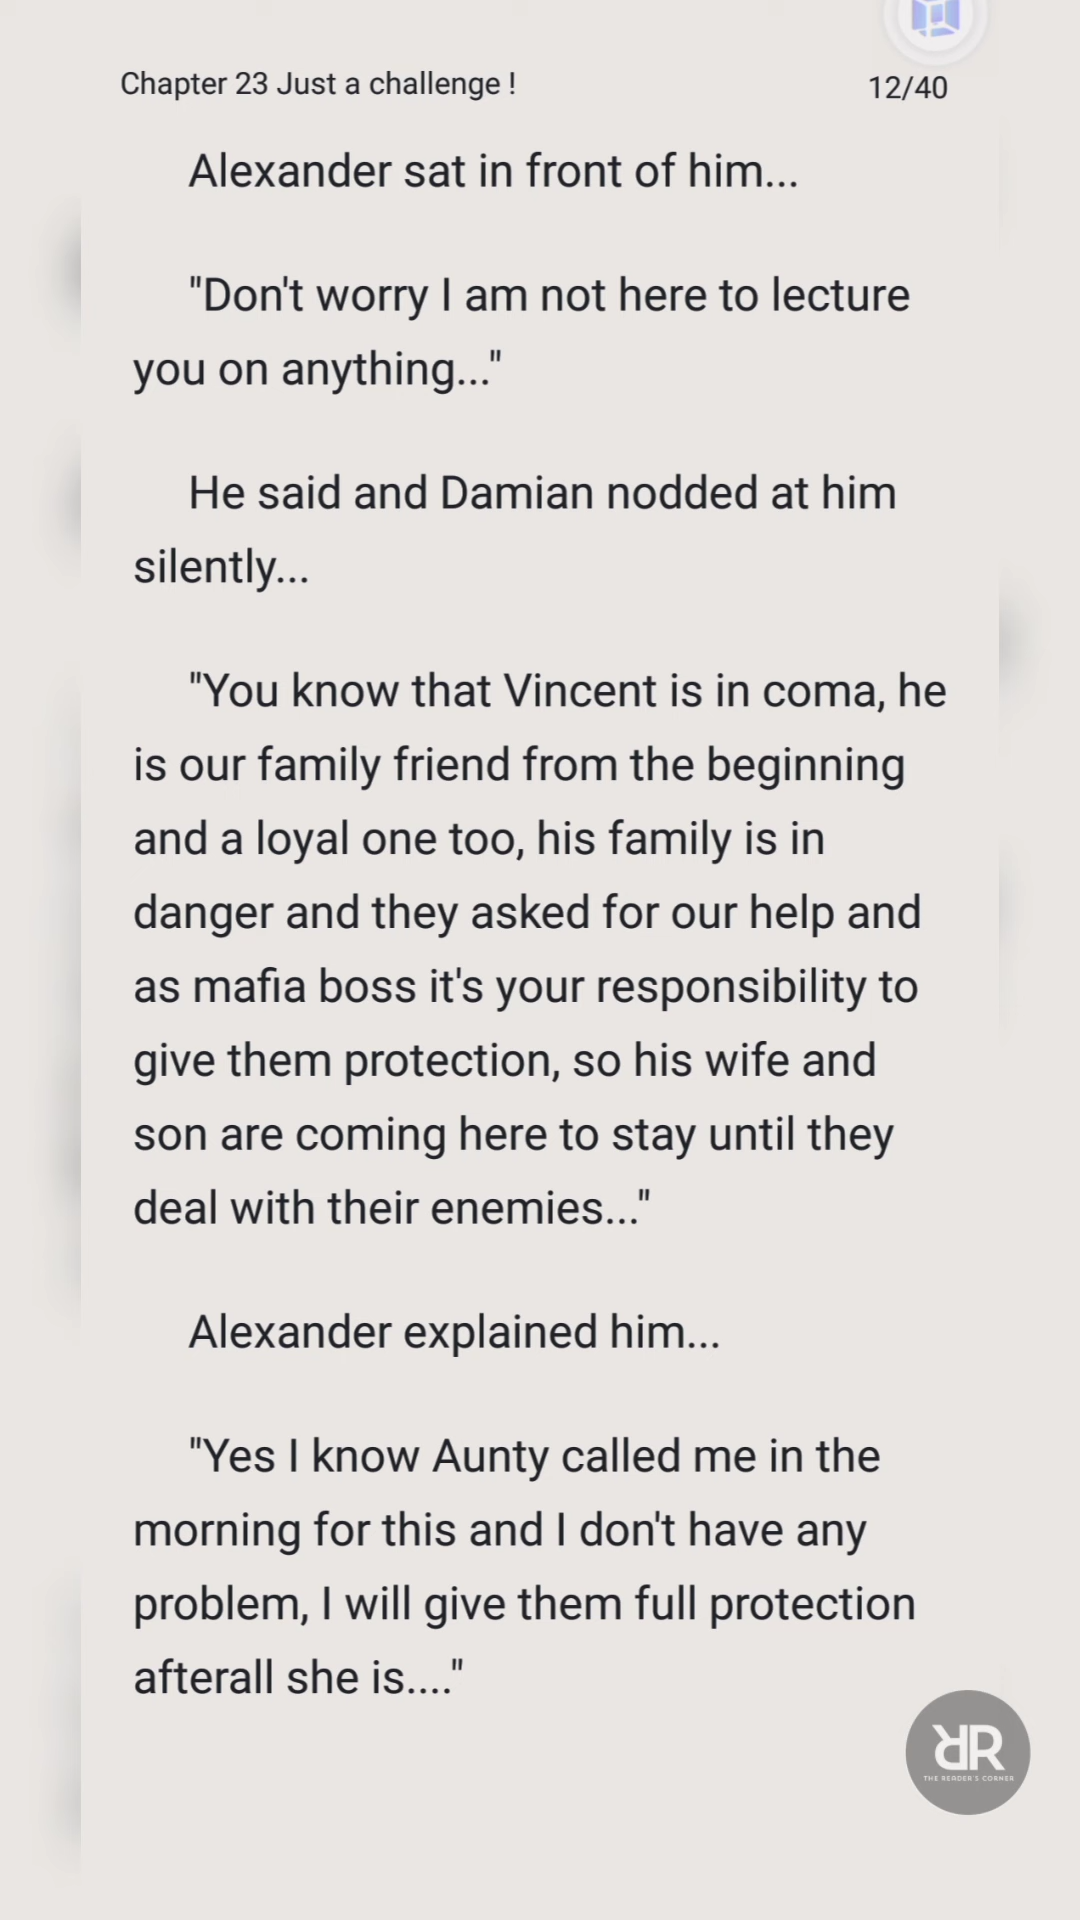 Chapter 23 Just a challenge !
12/40
Alexander sat in front of him...
"Don't worry I am not here to lecture
you on anything..."
He said and Damian nodded at him
silently...
"You know that Vincent is in coma, he
is our family friend from the beginning
and a loyal one too, his family is in
danger and they asked for our help and
as mafia boss it's your responsibility to
give them protection, so his wife and
son are coming here to stay until they
deal with their enemies..."
Alexander explained him...
"Yes I know Aunty called me in the
morning for this and I don't have any
problem, I will give them full protection
afterall she is...."
RR
THE READER'S CORNER